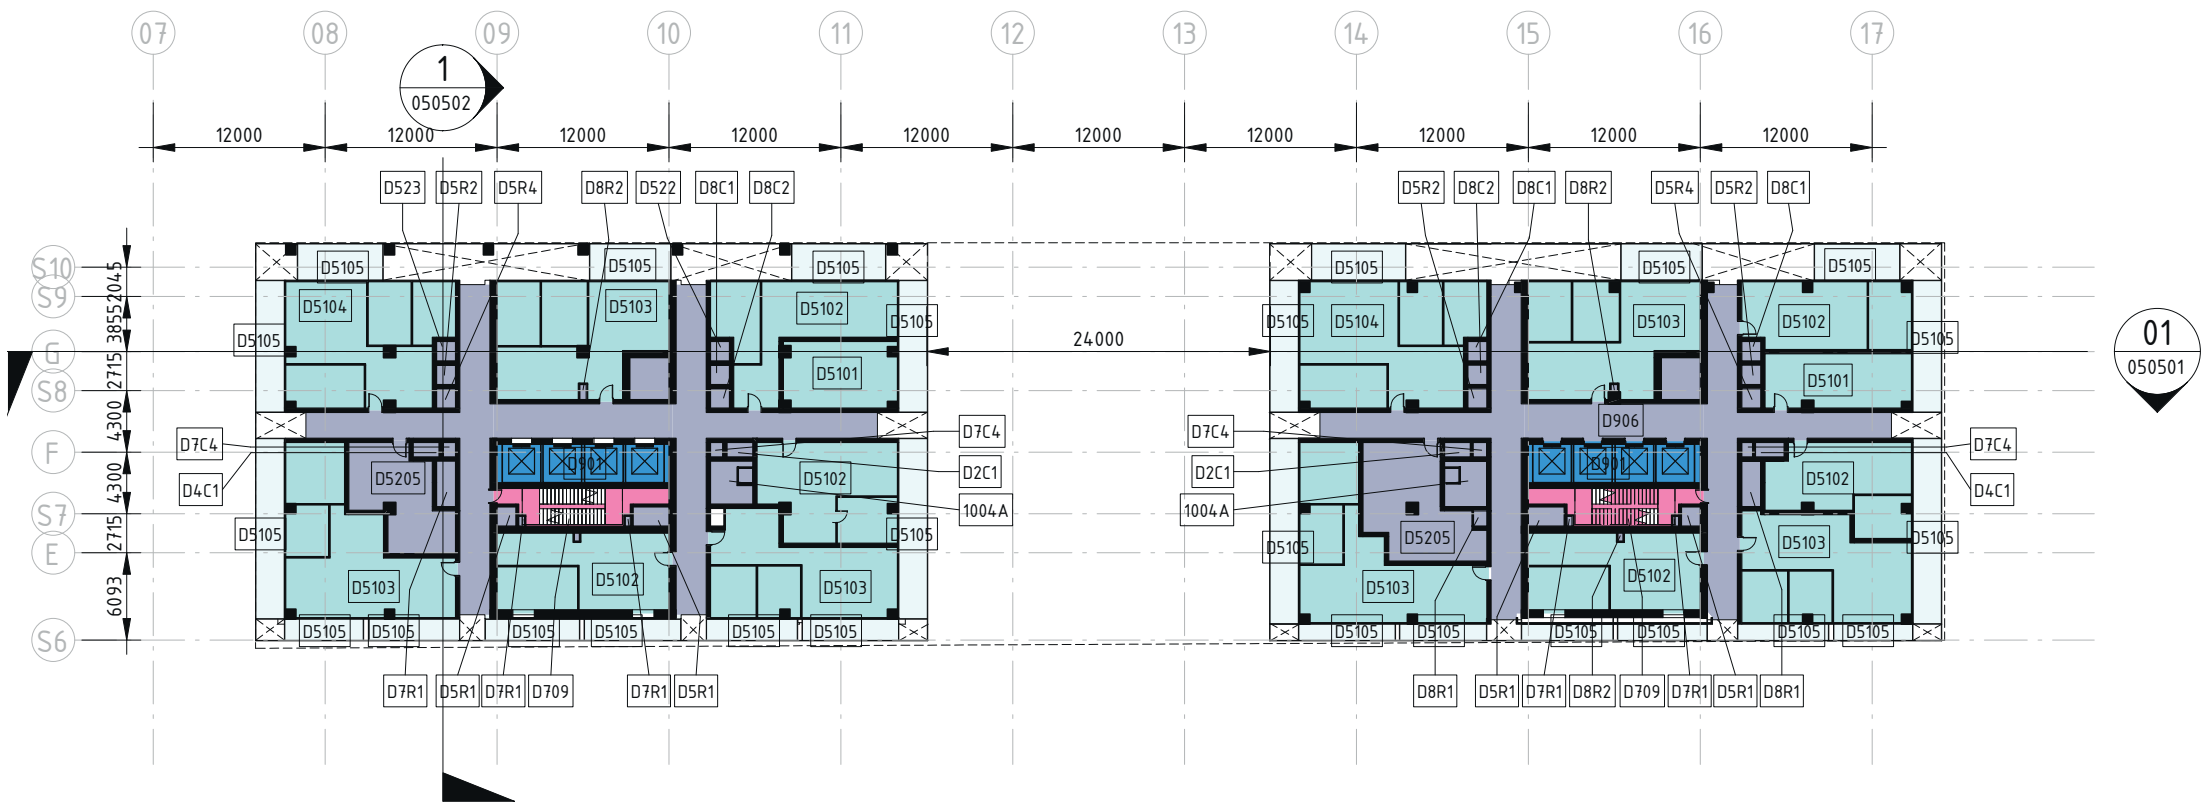 07 08 09 10 11 12 13 14 15 16 17
1
050502
12000 12000 12000 12000 12000 12000 12000 12000 12000 12000
D523 D5R2 D5R4 D8R2 D522 D8C1 D8C2 D5R2 D8C2 D8C1 D8R2 D5R4 D5R2 D8C1
S10
S9
G
S8
F
S7
E
S6
2045
3855
2715
4300
4300
2715
6093
D5105 D5105 D5105 D5105 D5105 D5105
D5104 D5103 D5102 D5105 D5105 D5104 D5103 D5102 D5105
D5105
24000
01
050501
D5101 D5101
D906
D7C4 D7C4 D7C4 D7C4
D4C1 D5205 D901 D2C1 D2C1 D901 D4C1
D5102 D5102
1004A 1004A
D5105 D5105 D5105 D5205 D5103 D5105
D5103 D5102 D5103 D5103 D5102
D5105 D5105 D5105 D5105 D5105 D5105 D5105 D5105 D5105 D5105 D5105 D5105
D7R1 D5R1 D7R1 D709 D7R1 D5R1 D8R1 D5R1 D7R1 D8R2 D709 D7R1 D5R1 D8R1